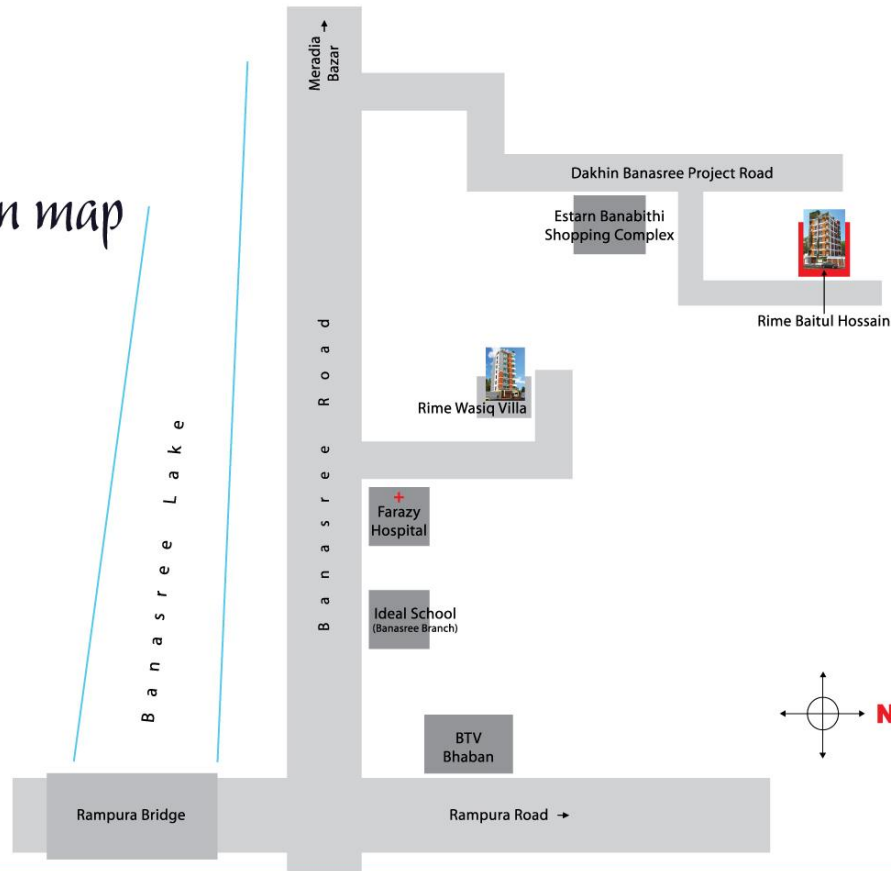 Meradia →
Bazar
n map
Dakhin Banasree Project Road
Estarn Banabithi
Shopping Complex
Rime Baitul Hossain
Banasree Road
Rime Wasiq Villa
Banasree Lake
+
Farazy
Hospital
Ideal School
(Banasree Branch)
N
BTV
Bhaban
Rampura Bridge
Rampura Road →